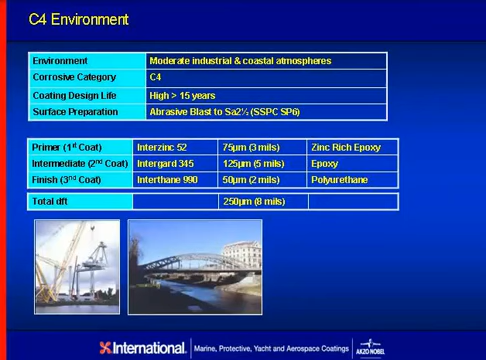 C4 Environment
Environment Moderate industrial & coastal atmospheres
Corrosive Category C4
Coating Design Life High > 15 years
Surface Preparation Abrasive Blast to Sa2½ (SSPC SP6)
Primer (1st Coat) Interzinc 52 75µm (3 mils) Zinc Rich Epoxy
Intermediate (2nd Coat) Intergard 345 125µm (5 mils) Epoxy
Finish (3rd Coat) Interthane 990 50µm (2 mils) Polyurethane
Total dft 250µm (8 mils)
International. Marine, Protective, Yacht and Aerospace Coatings AKZO NOBEL